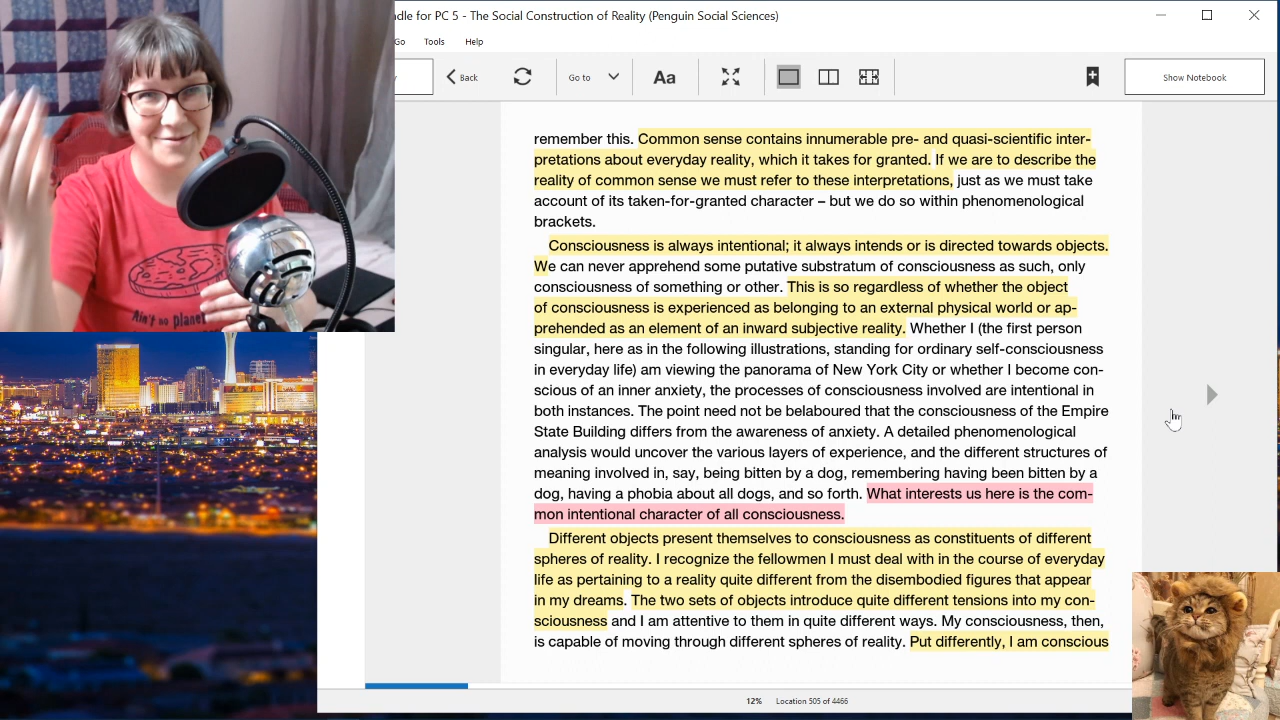 dle for PC 5 - The Social Construction of Reality (Penguin Social Sciences)
Go Tools Help
Back Go to Aa Show Notebook
remember this. Common sense contains innumerable pre- and quasi-scientific inter-
pretations about everyday reality, which it takes for granted. If we are to describe the
reality of common sense we must refer to these interpretations, just as we must take
account of its taken-for-granted character – but we do so within phenomenological
brackets.
Consciousness is always intentional; it always intends or is directed towards objects.
We can never apprehend some putative substratum of consciousness as such, only
consciousness of something or other. This is so regardless of whether the object
of consciousness is experienced as belonging to an external physical world or ap-
prehended as an element of an inward subjective reality. Whether I (the first person
singular, here as in the following illustrations, standing for ordinary self-consciousness
in everyday life) am viewing the panorama of New York City or whether I become con-
scious of an inner anxiety, the processes of consciousness involved are intentional in
both instances. The point need not be belaboured that the consciousness of the Empire
State Building differs from the awareness of anxiety. A detailed phenomenological
analysis would uncover the various layers of experience, and the different structures of
meaning involved in, say, being bitten by a dog, remembering having been bitten by a
dog, having a phobia about all dogs, and so forth. What interests us here is the com-
mon intentional character of all consciousness.
Different objects present themselves to consciousness as constituents of different
spheres of reality. I recognize the fellowmen I must deal with in the course of everyday
life as pertaining to a reality quite different from the disembodied figures that appear
in my dreams. The two sets of objects introduce quite different tensions into my con-
sciousness and I am attentive to them in quite different ways. My consciousness, then,
is capable of moving through different spheres of reality. Put differently, I am conscious
12% Location 505 of 4466
Ain't no planet